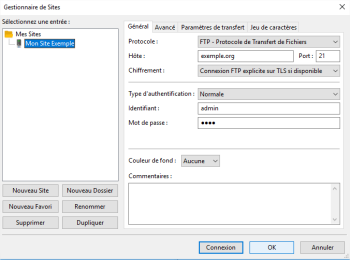 Gestionnaire de Sites
Sélectionnez une entrée :
Mes Sites
Mon Site Exemple
Nouveau Site
Nouveau Dossier
Nouveau Favori
Renommer
Supprimer
Dupliquer
Général
Avancé
Paramètres de transfert
Jeu de caractères
Protocole :
FTP - Protocole de Transfert de Fichiers
Hôte :
exemple.org
Port :
21
Chiffrement :
Connexion FTP explicite sur TLS si disponible
Type d'authentification :
Normale
Identifiant :
admin
Mot de passe :
●●●●
Couleur de fond :
Aucune
Commentaires :
Connexion
OK
Annuler